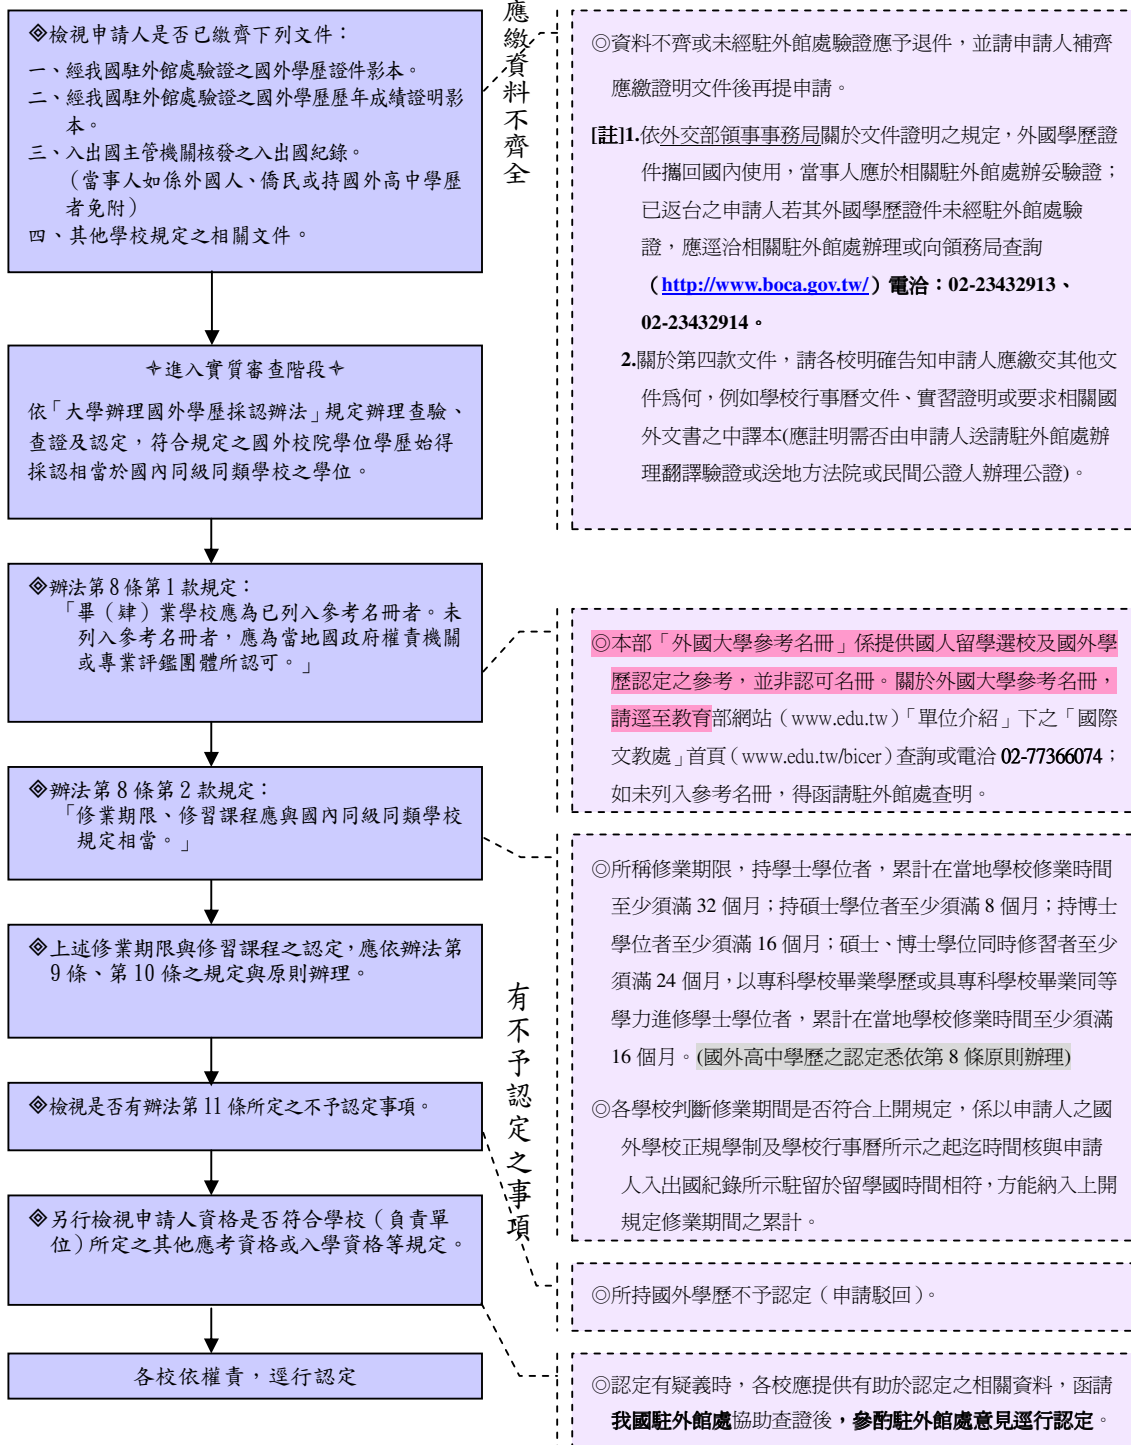 ◈檢視申請人是否已繳齊下列文件：
一、經我國駐外館處驗證之國外學歷證件影本。
二、經我國駐外館處驗證之國外學歷歷年成績證明影
本。
三、入出國主管機關核發之入出國紀錄。
（當事人如係外國人、僑民或持國外高中學歷
者免附）
四、其他學校規定之相關文件。
應繳資料不齊全
◎資料不齊或未經駐外館處驗證應予退件，並請申請人補齊
應繳證明文件後再提申請。
[註]1.依外交部領事事務局關於文件證明之規定，外國學歷證
件攜回國內使用，當事人應於相關駐外館處辦妥驗證；
已返台之申請人若其外國學歷證件未經駐外館處驗
證，應逕洽相關駐外館處辦理或向領務局查詢
（http://www.boca.gov.tw/）電洽：02-23432913、
02-23432914。
2.關於第四款文件，請各校明確告知申請人應繳交其他文
件為何，例如學校行事曆文件、實習證明或要求相關國
外文書之中譯本(應註明需否由申請人送請駐外館處辦
理翻譯驗證或送地方法院或民間公證人辦理公證)。
✧進入實質審查階段✧
依「大學辦理國外學歷採認辦法」規定辦理查驗、
查證及認定，符合規定之國外校院學位學歷始得
採認相當於國內同級同類學校之學位。
◈辦法第 8 條第 1 款規定：
「畢（肄）業學校應為已列入參考名冊者。未
列入參考名冊者，應為當地國政府權責機關
或專業評鑑團體所認可。」
◎本部「外國大學參考名冊」係提供國人留學選校及國外學
歷認定之參考，並非認可名冊。關於外國大學參考名冊，
請逕至教育部網站（www.edu.tw）「單位介紹」下之「國際
文教處」首頁（www.edu.tw/bicer）查詢或電洽 02-77366074；
如未列入參考名冊，得函請駐外館處查明。
◈辦法第 8 條第 2 款規定：
「修業期限、修習課程應與國內同級同類學校
規定相當。」
◎所稱修業期限，持學士學位者，累計在當地學校修業時間
至少須滿 32 個月；持碩士學位者至少須滿 8 個月；持博士
學位者至少須滿 16 個月；碩士、博士學位同時修習者至少
須滿 24 個月，以專科學校畢業學歷或具專科學校畢業同等
學力進修學士學位者，累計在當地學校修業時間至少須滿
16 個月。(國外高中學歷之認定悉依第 8 條原則辦理)
◎各學校判斷修業期間是否符合上開規定，係以申請人之國
外學校正規學制及學校行事曆所示之起迄時間核與申請
人入出國紀錄所示駐留於留學國時間相符，方能納入上開
規定修業期間之累計。
◈上述修業期限與修習課程之認定，應依辦法第
9 條、第 10 條之規定與原則辦理。
◈檢視是否有辦法第 11 條所定之不予認定事項。
有不予認定之事項
◎所持國外學歷不予認定（申請駁回）。
◈另行檢視申請人資格是否符合學校（負責單
位）所定之其他應考資格或入學資格等規定。
◎認定有疑義時，各校應提供有助於認定之相關資料，函請
我國駐外館處協助查證後，參酌駐外館處意見逕行認定。
各校依權責，逕行認定